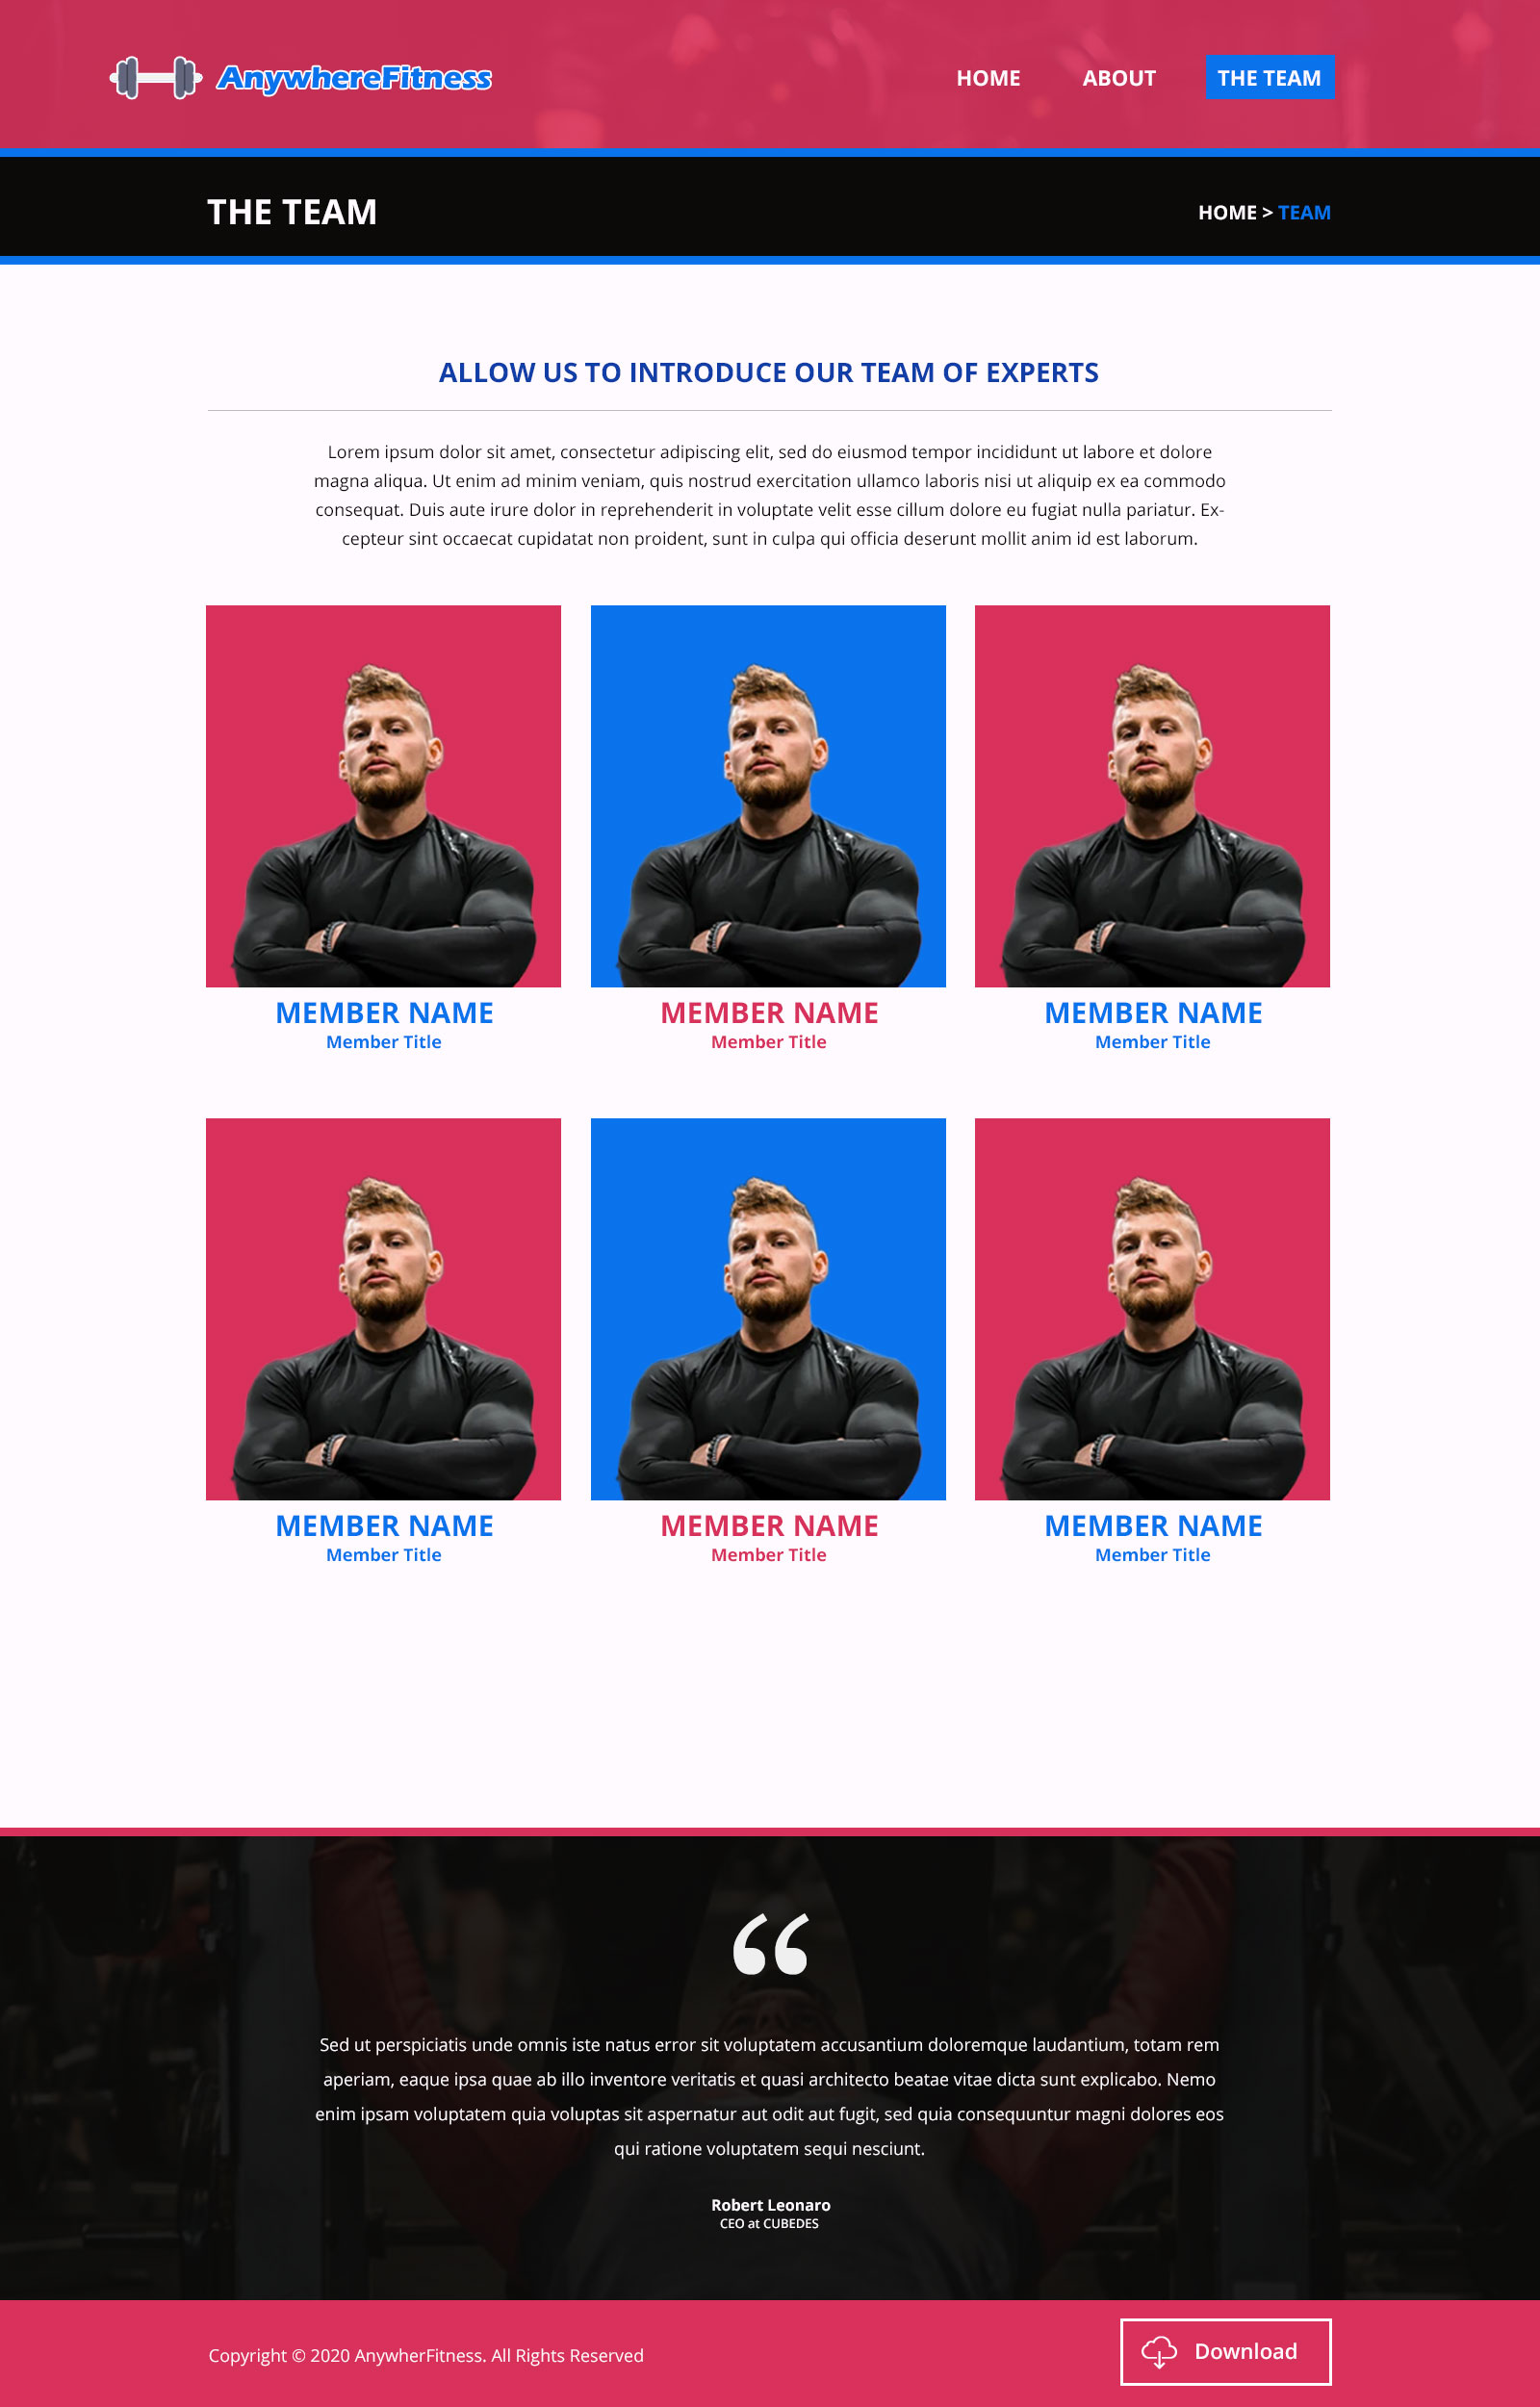 AnywhereFitness
HOME ABOUT THE TEAM
THE TEAM
HOME > TEAM
ALLOW US TO INTRODUCE OUR TEAM OF EXPERTS
Lorem ipsum dolor sit amet, consectetur adipiscing elit, sed do eiusmod tempor incididunt ut labore et dolore
magna aliqua. Ut enim ad minim veniam, quis nostrud exercitation ullamco laboris nisi ut aliquip ex ea commodo
consequat. Duis aute irure dolor in reprehenderit in voluptate velit esse cillum dolore eu fugiat nulla pariatur. Ex-
cepteur sint occaecat cupidatat non proident, sunt in culpa qui officia deserunt mollit anim id est laborum.
MEMBER NAME
Member Title
MEMBER NAME
Member Title
MEMBER NAME
Member Title
MEMBER NAME
Member Title
MEMBER NAME
Member Title
MEMBER NAME
Member Title
“
Sed ut perspiciatis unde omnis iste natus error sit voluptatem accusantium doloremque laudantium, totam rem
aperiam, eaque ipsa quae ab illo inventore veritatis et quasi architecto beatae vitae dicta sunt explicabo. Nemo
enim ipsam voluptatem quia voluptas sit aspernatur aut odit aut fugit, sed quia consequuntur magni dolores eos
qui ratione voluptatem sequi nesciunt.
Robert Leonaro
CEO at CUBEDES
Copyright © 2020 AnywherFitness. All Rights Reserved
Download